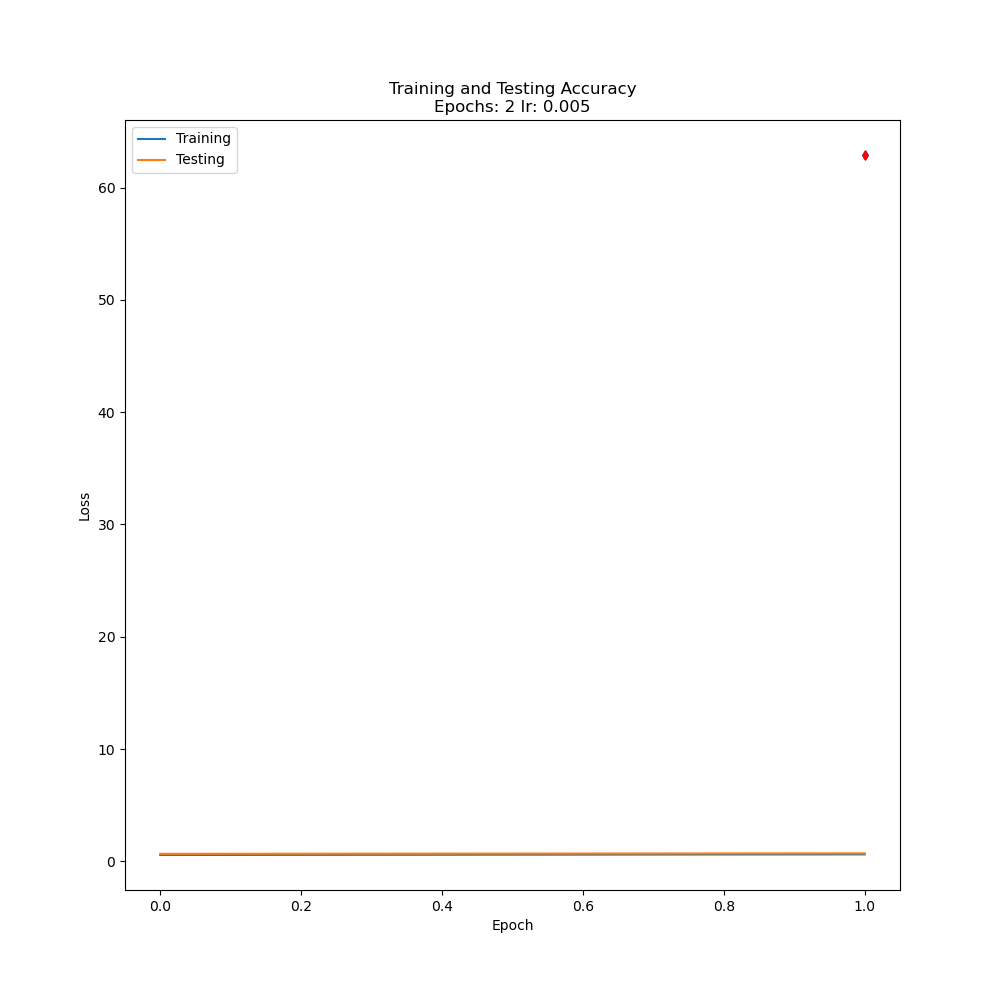 Training and Testing Accuracy
Epochs: 2 lr: 0.005
Training
Testing
60
50
40
30
20
10
0
Loss
0.0 0.2 0.4 0.6 0.8 1.0
Epoch